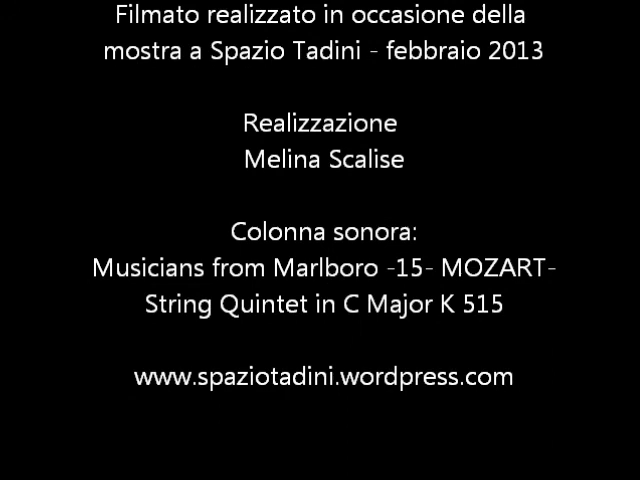 Filmato realizzato in occasione della
mostra a Spazio Tadini - febbraio 2013
Realizzazione
Melina Scalise
Colonna sonora:
Musicians from Marlboro -15- MOZART-
String Quintet in C Major K 515
www.spaziotadini.wordpress.com